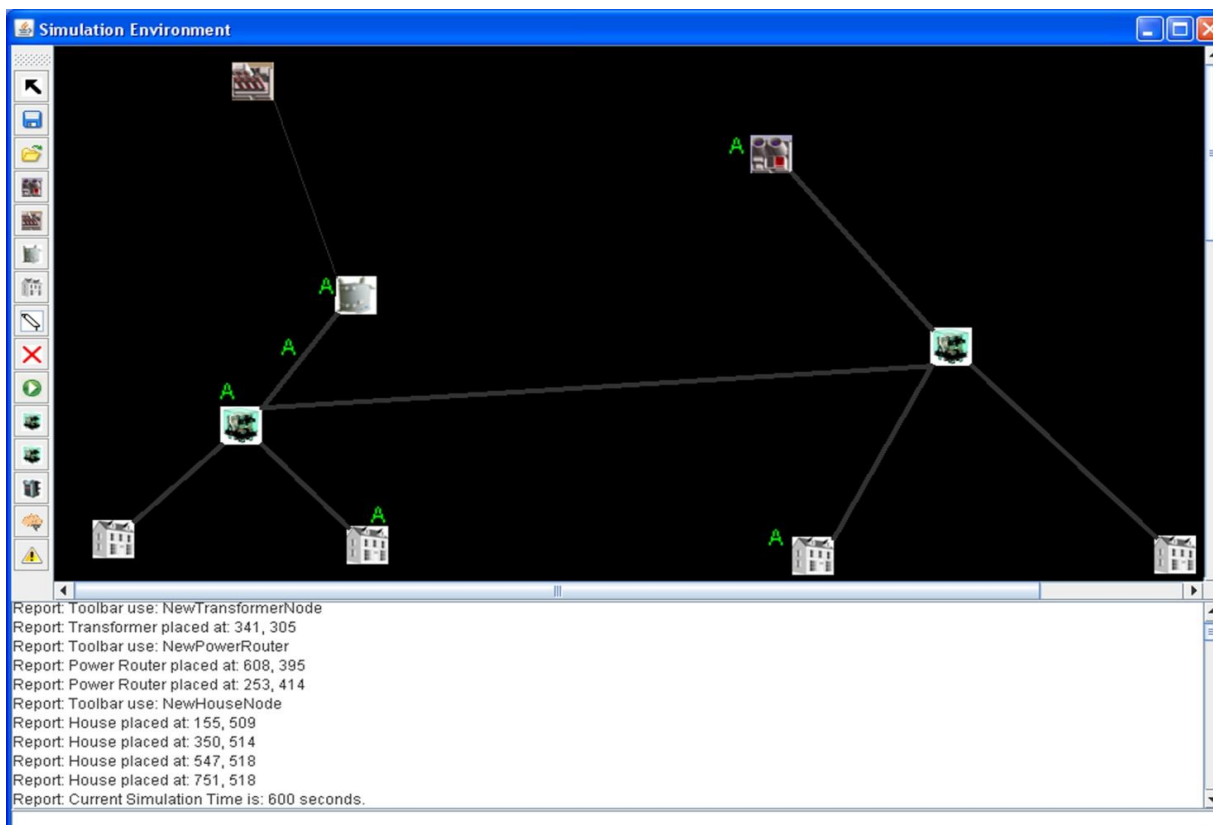 Simulation Environment
A
A
A
A
A
A
Report: Toolbar use: NewTransformerNode
Report: Transformer placed at: 341, 305
Report: Toolbar use: NewPowerRouter
Report: Power Router placed at: 608, 395
Report: Power Router placed at: 253, 414
Report: Toolbar use: NewHouseNode
Report: House placed at: 155, 509
Report: House placed at: 350, 514
Report: House placed at: 547, 518
Report: House placed at: 751, 518
Report: Current Simulation Time is: 600 seconds.